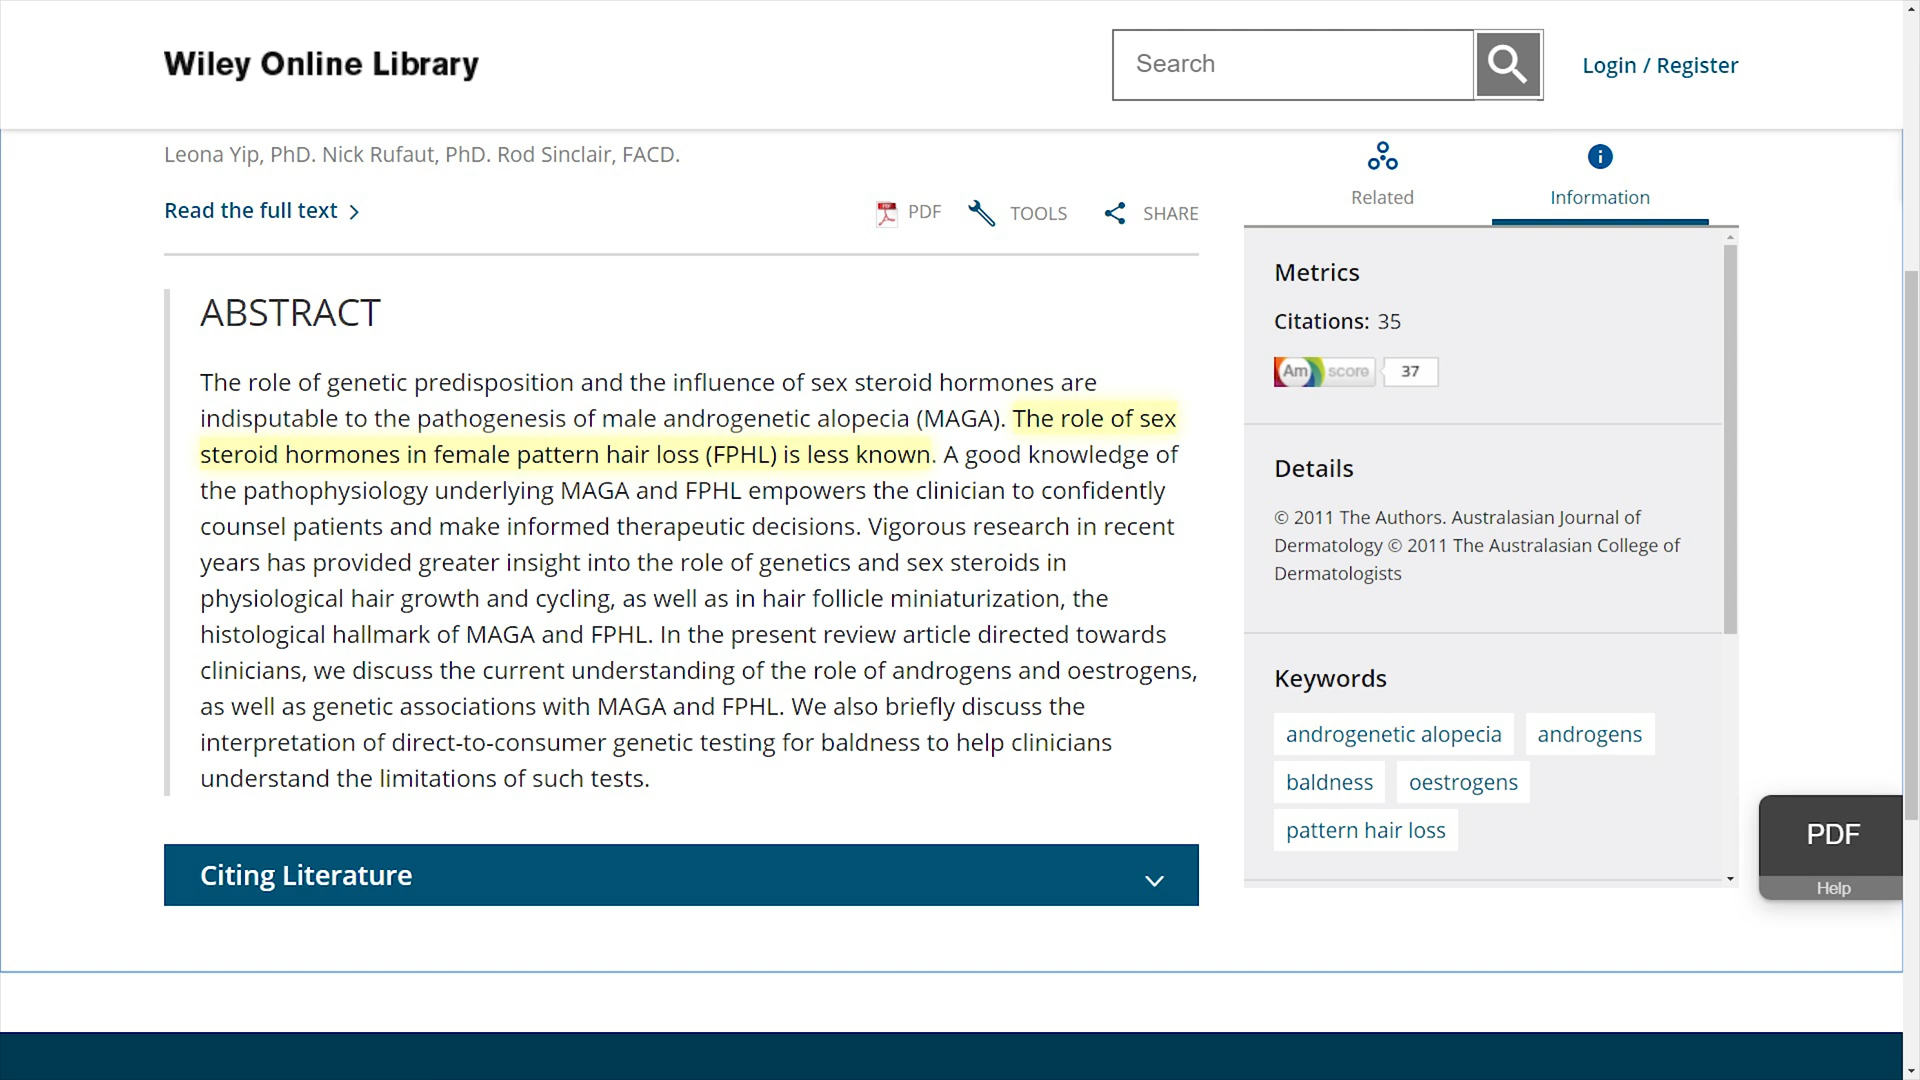 Wiley Online Library
Search
Login / Register
Leona Yip, PhD. Nick Rufaut, PhD. Rod Sinclair, FACD.
Read the full text
PDF
TOOLS
SHARE
ABSTRACT
The role of genetic predisposition and the influence of sex steroid hormones are
indisputable to the pathogenesis of male androgenetic alopecia (MAGA). The role of sex
steroid hormones in female pattern hair loss (FPHL) is less known. A good knowledge of
the pathophysiology underlying MAGA and FPHL empowers the clinician to confidently
counsel patients and make informed therapeutic decisions. Vigorous research in recent
years has provided greater insight into the role of genetics and sex steroids in
physiological hair growth and cycling, as well as in hair follicle miniaturization, the
histological hallmark of MAGA and FPHL. In the present review article directed towards
clinicians, we discuss the current understanding of the role of androgens and oestrogens,
as well as genetic associations with MAGA and FPHL. We also briefly discuss the
interpretation of direct-to-consumer genetic testing for baldness to help clinicians
understand the limitations of such tests.
Citing Literature
Related
Information
Metrics
Citations: 35
Am score 37
Details
© 2011 The Authors. Australasian Journal of
Dermatology © 2011 The Australasian College of
Dermatologists
Keywords
androgenetic alopecia androgens
baldness oestrogens
pattern hair loss
PDF
Help